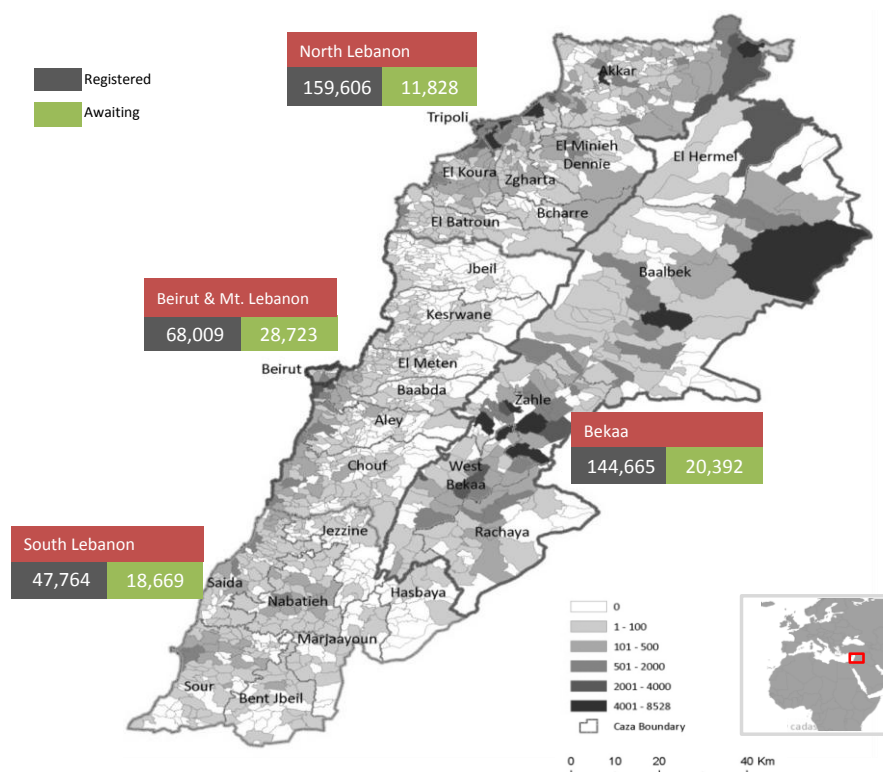 North Lebanon
159,606 11,828
Registered
Awaiting
Akkar
Tripoli
El Minieh
Dennie
El Hermel
El Koura
Zgharta
El Batroun
Bcharre
Jbeil
Baalbek
Beirut & Mt. Lebanon
68,009 28,723
Kesrwane
El Meten
Beirut
Baabda
Zahle
Aley
Bekaa
144,665 20,392
Chouf
West
Bekaa
Jezzine
Rachaya
South Lebanon
47,764 18,669
Saida
Hasbaya
Nabatieh
Marjaayoun
Sour
Bent Jbeil
0
1 - 100
101 - 500
501 - 2000
2001 - 4000
4001 - 8528
Caza Boundary
cadas
0 10 20 40 Km